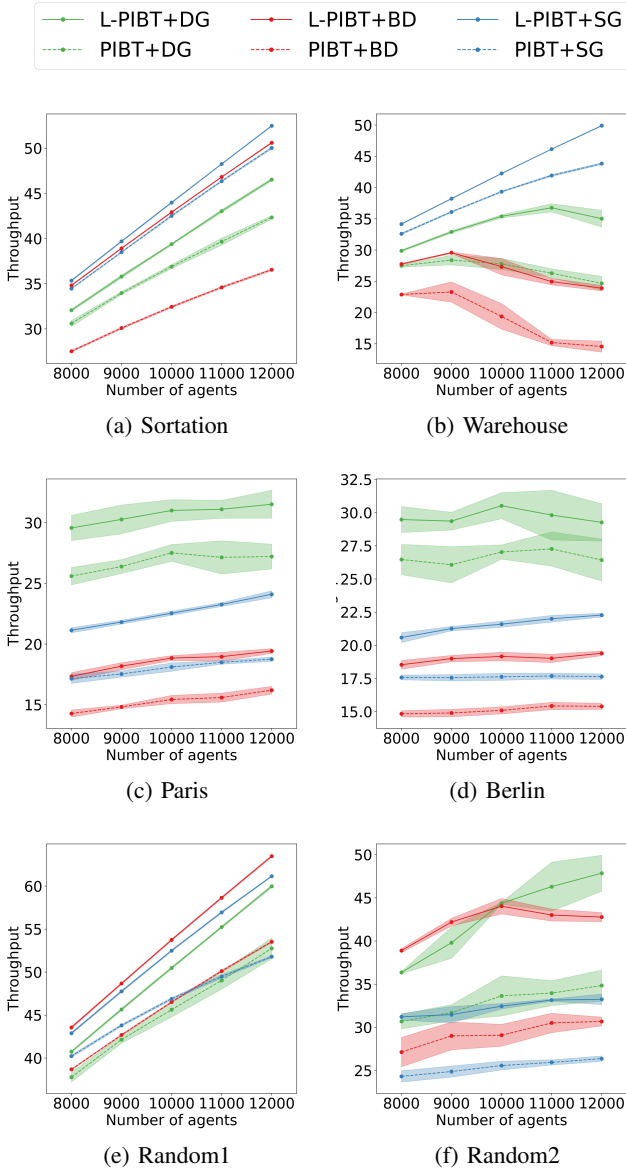 L-PIBT+DG L-PIBT+BD L-PIBT+SG
PIBT+DG PIBT+BD PIBT+SG
50
45
40
35
30
Throughput
8000 9000 10000 11000 12000
Number of agents
(a) Sortation
50
45
40
35
30
25
20
15
Throughput
8000 9000 10000 11000 12000
Number of agents
(b) Warehouse
30
25
20
15
Throughput
8000 9000 10000 11000 12000
Number of agents
(c) Paris
32.5
30.0
27.5
25.0
22.5
20.0
17.5
15.0
8000 9000 10000 11000 12000
Number of agents
(d) Berlin
60
55
50
45
40
Throughput
8000 9000 10000 11000 12000
Number of agents
(e) Random1
50
45
40
35
30
25
Throughput
8000 9000 10000 11000 12000
Number of agents
(f) Random2